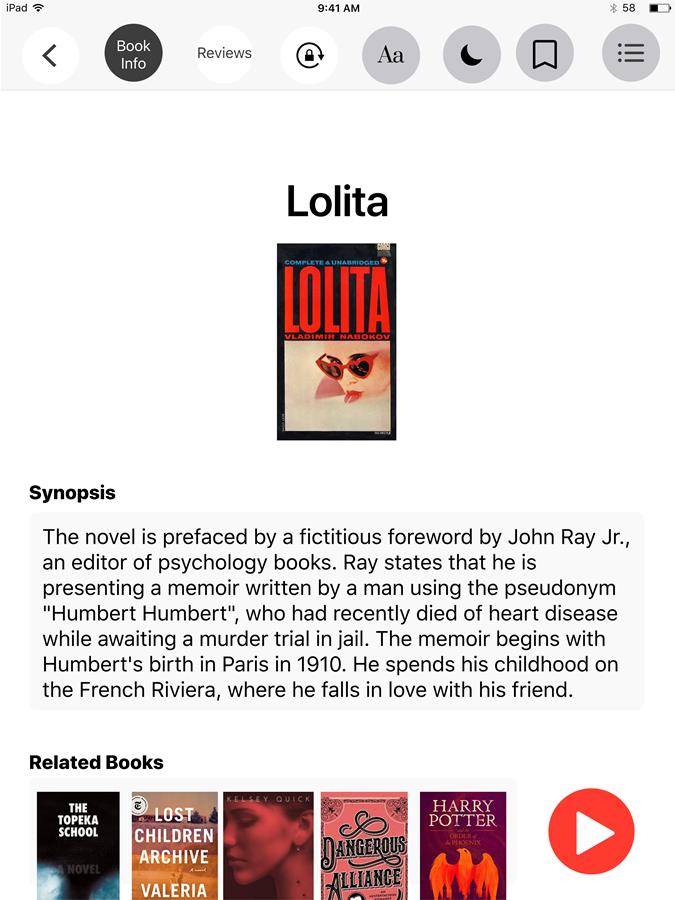 iPad 9:41 AM 58
Book
Info
Reviews
Aa
Lolita
COMPLETE & UNABRIDGED
LOLITA
VLADIMIR NABOKOV
Synopsis
The novel is prefaced by a fictitious foreword by John Ray Jr.,
an editor of psychology books. Ray states that he is
presenting a memoir written by a man using the pseudonym
"Humbert Humbert", who had recently died of heart disease
while awaiting a murder trial in jail. The memoir begins with
Humbert's birth in Paris in 1910. He spends his childhood on
the French Riviera, where he falls in love with his friend.
Related Books
THE
TOPEKA
SCHOOL
A NOVEL
LOST
CHILDREN
ARCHIVE
A novel
VALERIA
KELSEY QUICK
DANGEROUS
ALLIANCE
HARRY
POTTER
and the
ORDER of
the PHOENIX